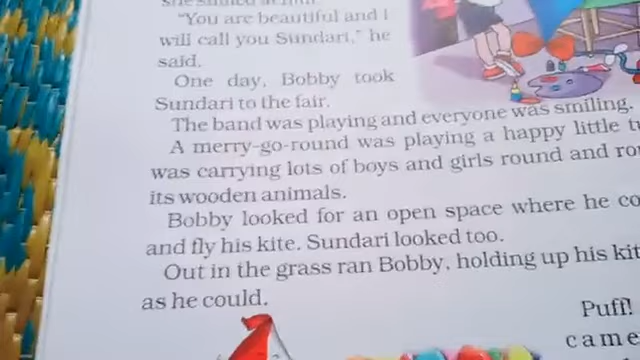 "You are beautiful and I
will call you Sundari," he
said.
One day, Bobby took
Sundari to the fair.
The band was playing and everyone was smiling.
A merry-go-round was playing a happy little
was carrying lots of boys and girls round and
its wooden animals.
Bobby looked for an open space where he
and fly his kite. Sundari looked too.
Out in the grass ran Bobby, holding up his
as he could.
Puff!
came